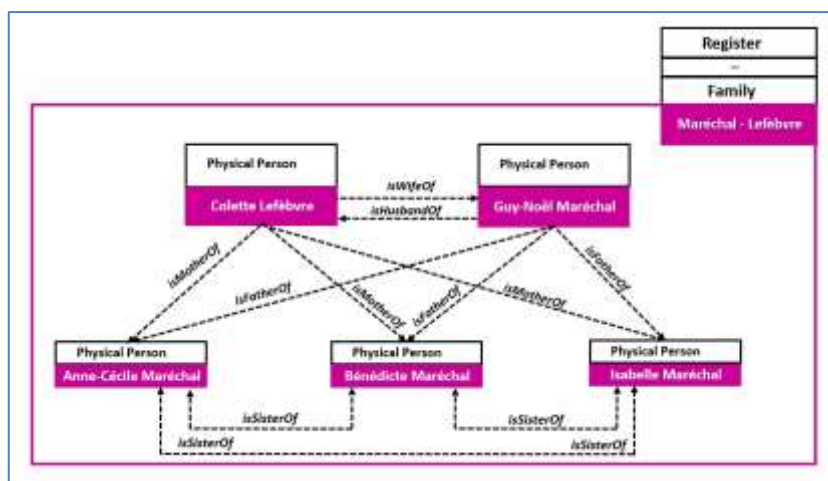 Register
--
Family
Maréchal - Lefèbvre
Physical Person
Physical Person
Colette Lefèbvre
isWifeOf
isHusbandOf
Guy-Noël Maréchal
isMotherOf
isFatherOf
isMotherOf
isFatherOf
isMotherOf
isFatherOf
Physical Person
Physical Person
Physical Person
Anne-Cécile Maréchal
Bénédicte Maréchal
Isabelle Maréchal
isSisterOf
isSisterOf
isSisterOf
isSisterOf